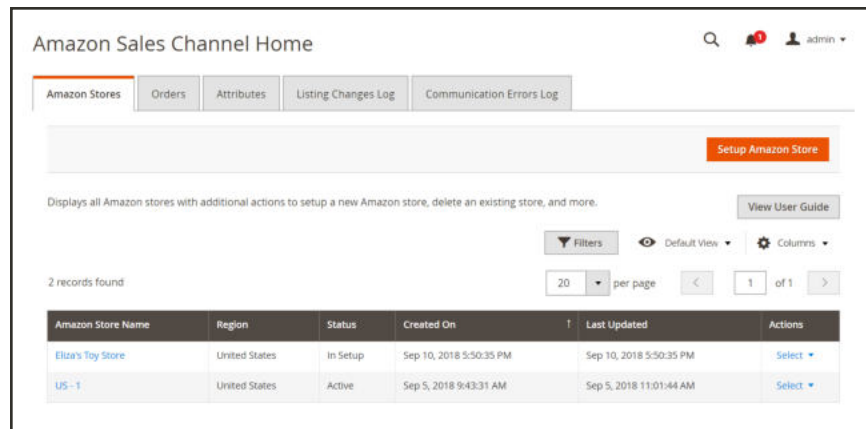 Amazon Sales Channel Home
1
admin
Amazon Stores Orders Attributes Listing Changes Log Communication Errors Log
Setup Amazon Store
Displays all Amazon stores with additional actions to setup a new Amazon store, delete an existing store, and more.
View User Guide
Filters Default View Columns
2 records found 20 per page 1 of 1
Amazon Store Name Region Status Created On ↑ Last Updated Actions
Eliza's Toy Store United States In Setup Sep 10, 2018 5:50:35 PM Sep 10, 2018 5:50:35 PM Select
US - 1 United States Active Sep 5, 2018 9:43:31 AM Sep 5, 2018 11:01:44 AM Select